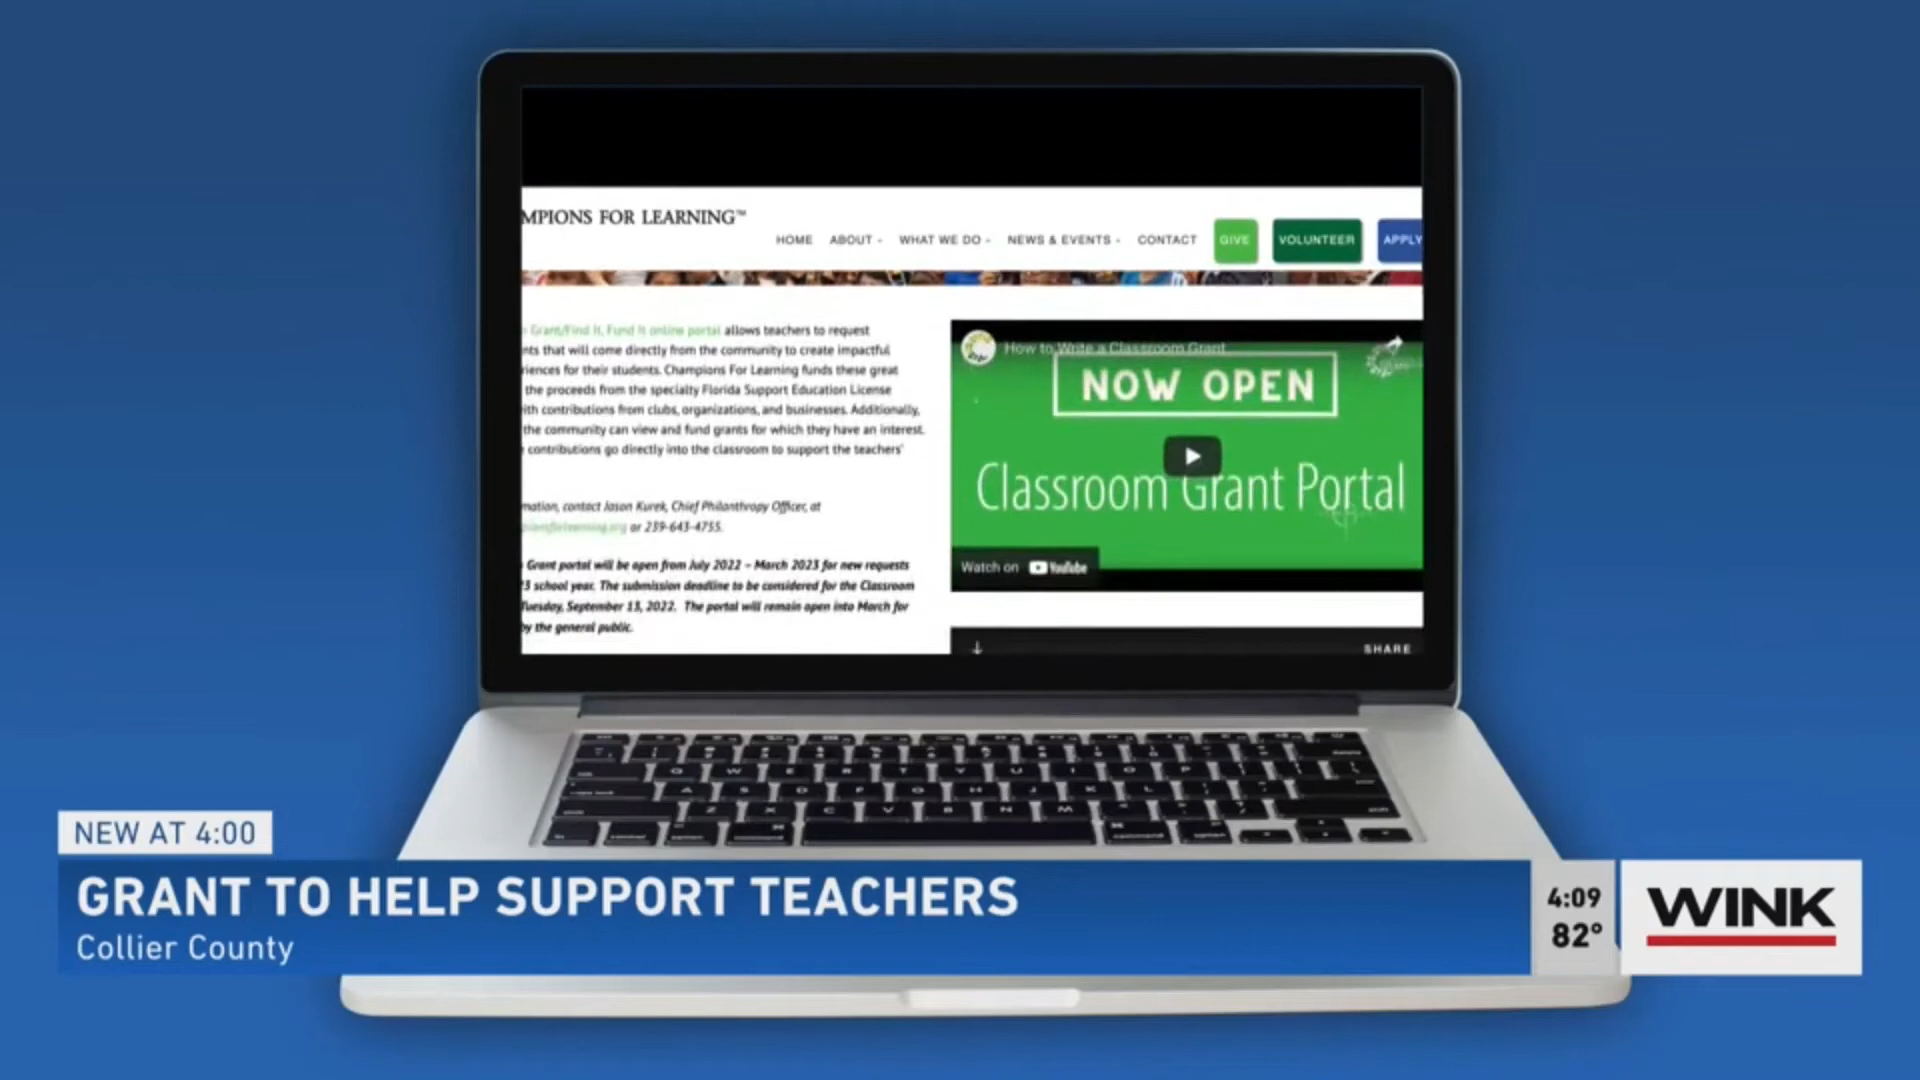 MPIONS FOR LEARNING™
HOME ABOUT WHAT WE DO NEWS & EVENTS CONTACT GIVE VOLUNTEER APPLY
Grant/Find It, Fund It online portal allows teachers to request
nts that will come directly from the community to create impactful
riences for their students. Champions For Learning funds these great
the proceeds from the specialty Florida Support Education License
ith contributions from clubs, organizations, and businesses. Additionally,
the community can view and fund grants for which they have an interest.
contributions go directly into the classroom to support the teachers'
mation, contact Jason Kurek, Chief Philanthropy Officer, at
or 239-643-4755.
Grant portal will be open from July 2022 – March 2023 for new requests
3 school year. The submission deadline to be considered for the Classroom
Tuesday, September 13, 2022. The portal will remain open into March for
by the general public.
How to Write a Classroom Grant
NOW OPEN
Classroom Grant Portal
Watch on YouTube
SHARE
NEW AT 4:00
GRANT TO HELP SUPPORT TEACHERS
Collier County
4:09
82°
WINK